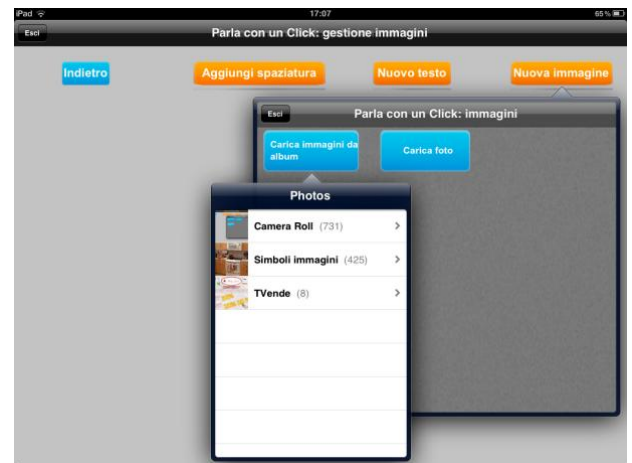 iPad 17:07 65 %
Esci Parla con un Click: gestione immagini
Indietro Aggiungi spaziatura Nuovo testo Nuova immagine
Esci Parla con un Click: immagini
Carica immagini da
album
Carica foto
Photos
Camera Roll (731)
Simboli immagini (425)
TVende (8)